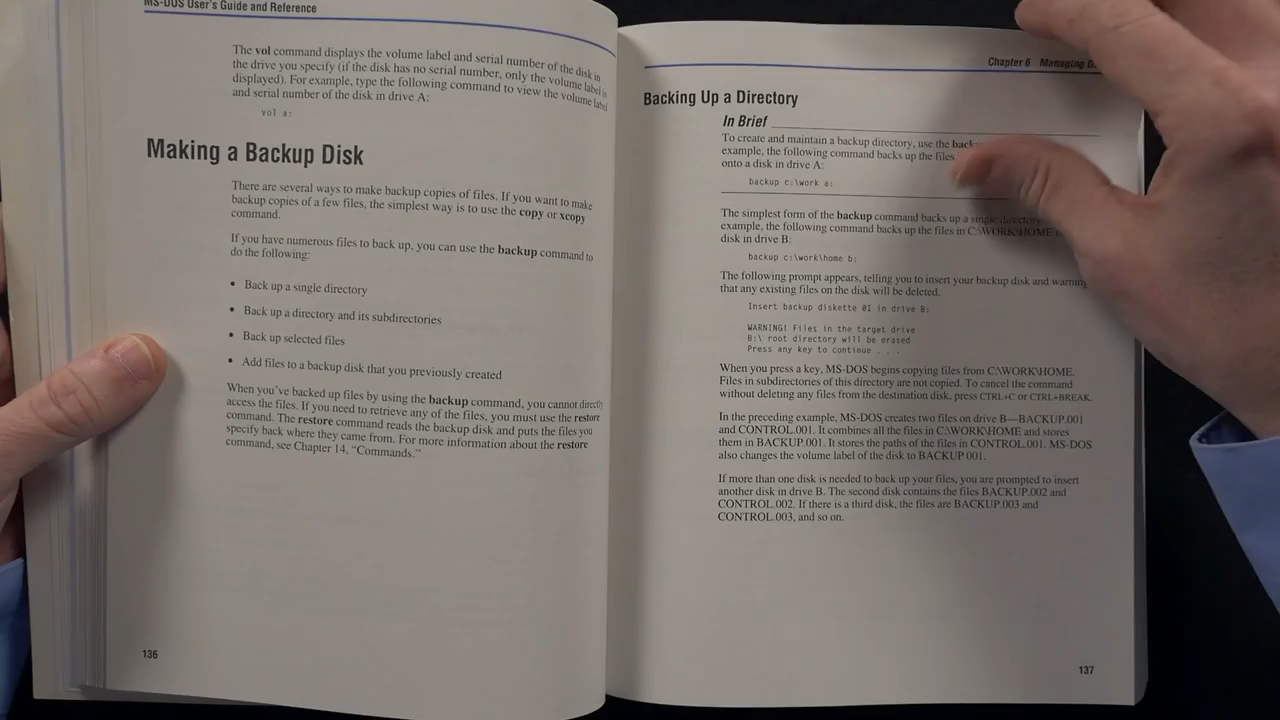 MS-DOS User's Guide and Reference
The vol command displays the volume label and serial number of the disk in
the drive you specify (if the disk has no serial number, only the volume label is
displayed). For example, type the following command to view the volume label
and serial number of the disk in drive A:
vol a:
Making a Backup Disk
There are several ways to make backup copies of files. If you want to make
backup copies of a few files, the simplest way is to use the copy or xcopy
command.
If you have numerous files to back up, you can use the backup command to
do the following:
• Back up a single directory
• Back up a directory and its subdirectories
• Back up selected files
• Add files to a backup disk that you previously created
When you've backed up files by using the backup command, you cannot directly
access the files. If you need to retrieve any of the files, you must use the restore
command. The restore command reads the backup disk and puts the files you
specify back where they came from. For more information about the restore
command, see Chapter 14, "Commands."
136
Chapter 6 Managing
Backing Up a Directory
In Brief
To create and maintain a backup directory, use the
example, the following command backs up the files
onto a disk in drive A:
backup c:\work a:
The simplest form of the backup command backs up a single directory.
example, the following command backs up the files in C:\WORK\HOME
disk in drive B:
backup c:\work\home b:
The following prompt appears, telling you to insert your backup disk and warning
that any existing files on the disk will be deleted.
Insert backup diskette 01 in drive B:
WARNING! Files in the target drive
B:\ root directory will be erased
Press any key to continue . . .
When you press a key, MS-DOS begins copying files from C:\WORK\HOME.
Files in subdirectories of this directory are not copied. To cancel the command
without deleting any files from the destination disk, press CTRL+C or CTRL+BREAK.
In the preceding example, MS-DOS creates two files on drive B—BACKUP.001
and CONTROL.001. It combines all the files in C:\WORK\HOME and stores
them in BACKUP.001. It stores the paths of the files in CONTROL.001. MS-DOS
also changes the volume label of the disk to BACKUP 001.
If more than one disk is needed to back up your files, you are prompted to insert
another disk in drive B. The second disk contains the files BACKUP.002 and
CONTROL.002. If there is a third disk, the files are BACKUP.003 and
CONTROL.003, and so on.
137